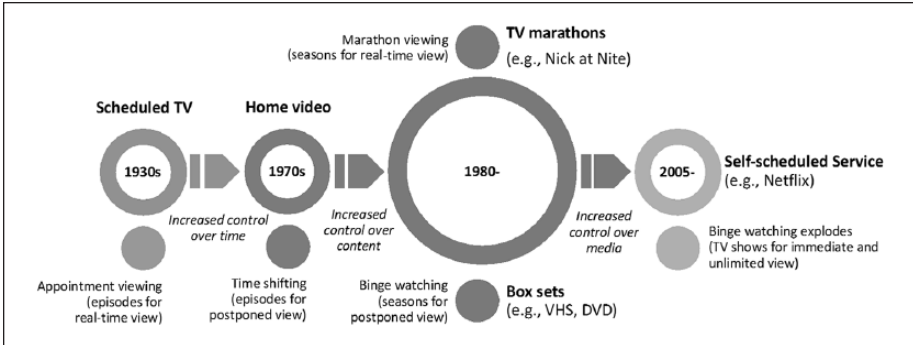 Marathon viewing
(seasons for real-time view)
TV marathons
(e.g., Nick at Nite)
Scheduled TV
Home video
1930s
1970s
1980-
2005-
Self-scheduled Service
(e.g., Netflix)
Increased control
over time
Increased
control over
content
Increased
control over
media
Appointment viewing
(episodes for
real-time view)
Time shifting
(episodes for
postponed view)
Binge watching
(seasons for
postponed view)
Box sets
(e.g., VHS, DVD)
Binge watching explodes
(TV shows for immediate and
unlimited view)